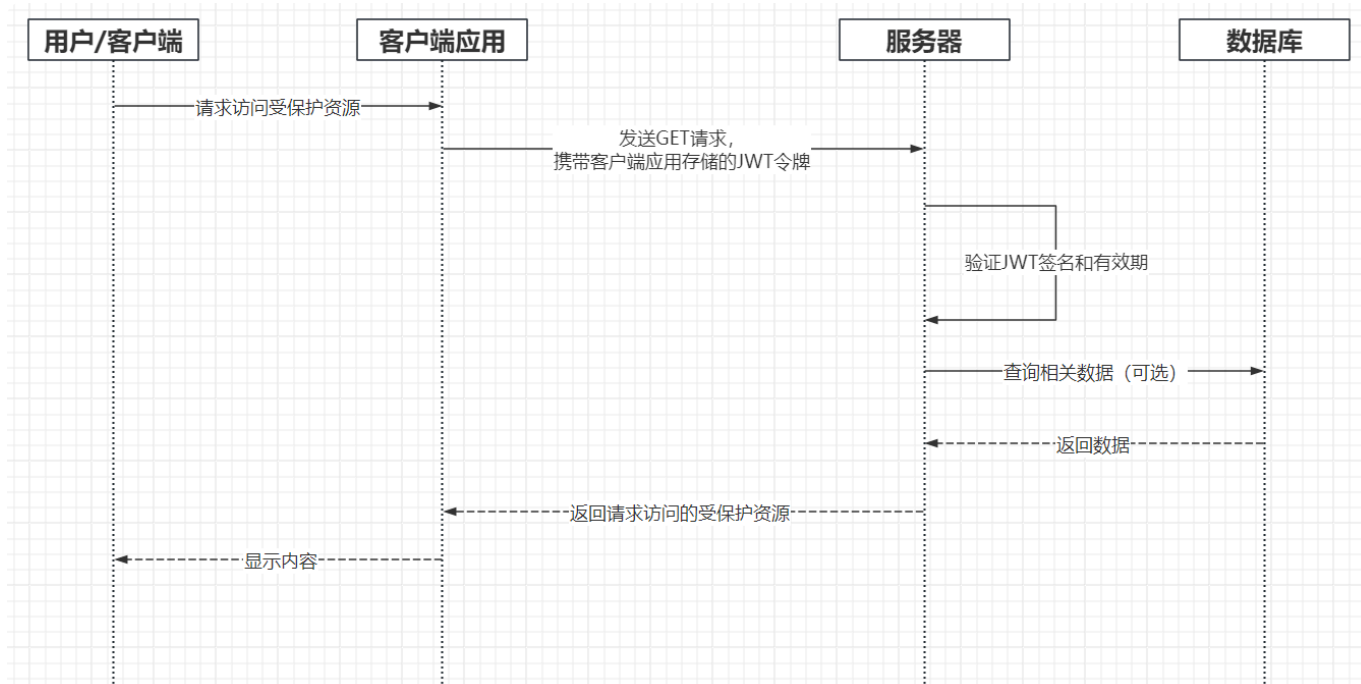 用户/客户端
客户端应用
服务器
数据库
请求访问受保护资源
发送GET请求，
携带客户端应用存储的JWT令牌
验证JWT签名和有效期
查询相关数据（可选）
返回数据
返回请求访问的受保护资源
显示内容